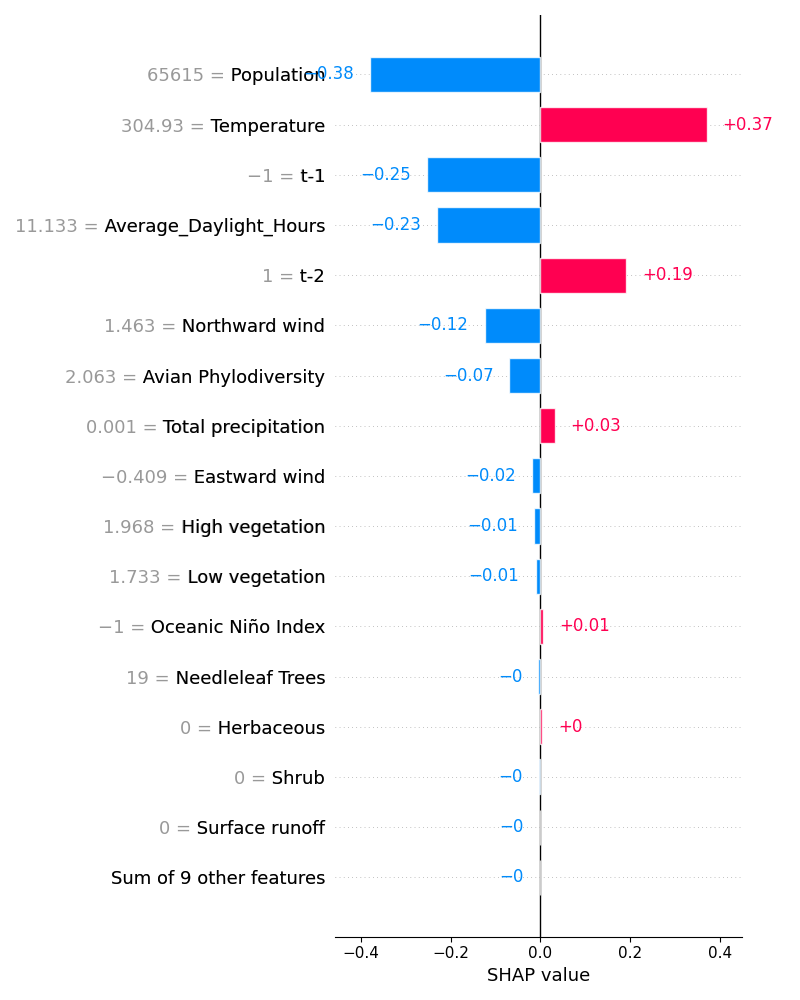 65615 = Population −0.38
304.93 = Temperature +0.37
−1 = t-1 −0.25
11.133 = Average_Daylight_Hours −0.23
1 = t-2 +0.19
1.463 = Northward wind −0.12
2.063 = Avian Phylodiversity −0.07
0.001 = Total precipitation +0.03
−0.409 = Eastward wind −0.02
1.968 = High vegetation −0.01
1.733 = Low vegetation −0.01
−1 = Oceanic Niño Index +0.01
19 = Needleleaf Trees −0
0 = Herbaceous +0
0 = Shrub −0
0 = Surface runoff −0
Sum of 9 other features −0
−0.4 −0.2 0.0 0.2 0.4
SHAP value